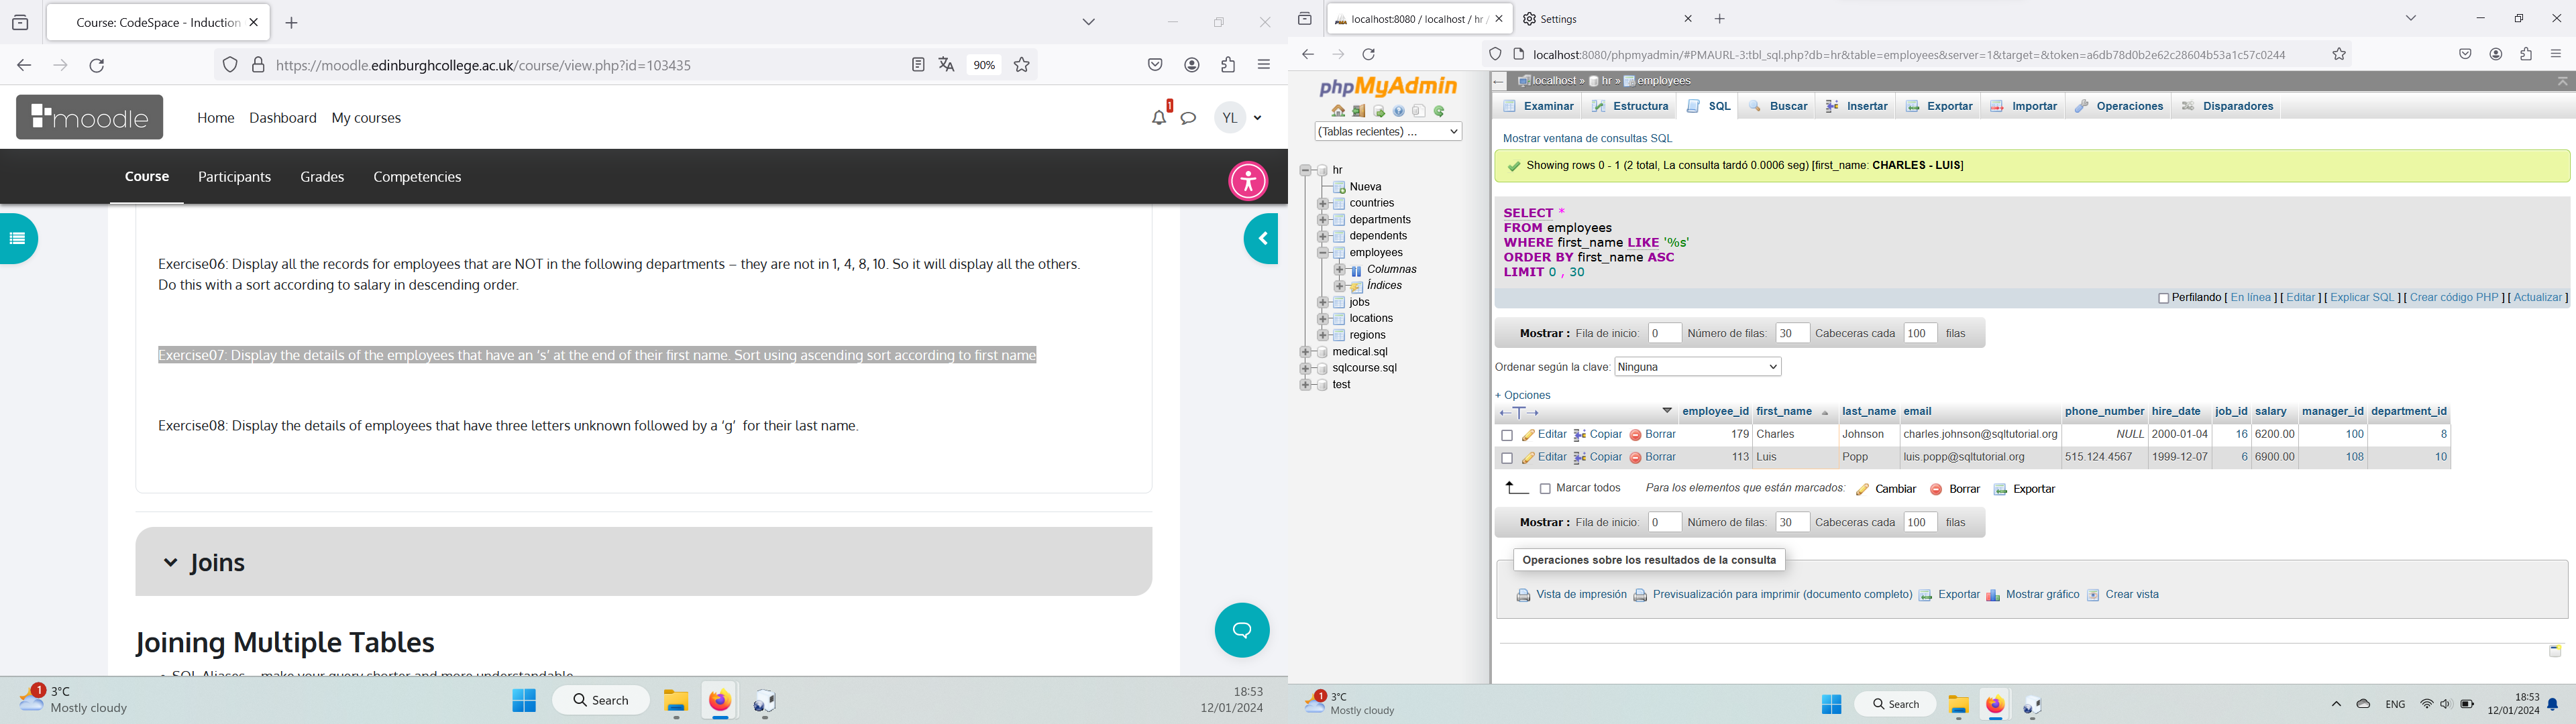 Course: CodeSpace - Induction
https://moodle.edinburghcollege.ac.uk/course/view.php?id=103435
90%
moodle
Home Dashboard My courses
1
YL
Course Participants Grades Competencies
Exercise06: Display all the records for employees that are NOT in the following departments – they are not in 1, 4, 8, 10. So it will display all the others.
Do this with a sort according to salary in descending order.
Exercise07: Display the details of the employees that have an ‘s’ at the end of their first name. Sort using ascending sort according to first name
Exercise08: Display the details of employees that have three letters unknown followed by a ‘g’ for their last name.
Joins
Joining Multiple Tables
SQL Aliases – make your query shorter and more understandable
1
3°C
Mostly cloudy
Search
18:53
12/01/2024
localhost:8080 / localhost / hr /
Settings
localhost:8080/phpmyadmin/#PMAURL-3:tbl_sql.php?db=hr&table=employees&server=1&target=&token=a6db78d0b2e62c28604b53a1c57c0244
phpMyAdmin
(Tablas recientes) ...
hr
Nueva
countries
departments
dependents
employees
Columnas
Índices
jobs
locations
regions
medical.sql
sqlcourse.sql
test
localhost » hr » employees
Examinar Estructura SQL Buscar Insertar Exportar Importar Operaciones Disparadores
Mostrar ventana de consultas SQL
Showing rows 0 - 1 (2 total, La consulta tardó 0.0006 seg) [first_name: CHARLES - LUIS]
SELECT *
FROM employees
WHERE first_name LIKE '%s'
ORDER BY first_name ASC
LIMIT 0 , 30
Perfilando [ En línea ] [ Editar ] [ Explicar SQL ] [ Crear código PHP ] [ Actualizar ]
Mostrar : Fila de inicio: 0 Número de filas: 30 Cabeceras cada 100 filas
Ordenar según la clave: Ninguna
+ Opciones
←T→ employee_id first_name last_name email phone_number hire_date job_id salary manager_id department_id
Editar Copiar Borrar 179 Charles Johnson charles.johnson@sqltutorial.org NULL 2000-01-04 16 6200.00 100 8
Editar Copiar Borrar 113 Luis Popp luis.popp@sqltutorial.org 515.124.4567 1999-12-07 6 6900.00 108 10
Marcar todos Para los elementos que están marcados: Cambiar Borrar Exportar
Mostrar : Fila de inicio: 0 Número de filas: 30 Cabeceras cada 100 filas
Operaciones sobre los resultados de la consulta
Vista de impresión Previsualización para imprimir (documento completo) Exportar Mostrar gráfico Crear vista
1
3°C
Mostly cloudy
Search
ENG
18:53
12/01/2024